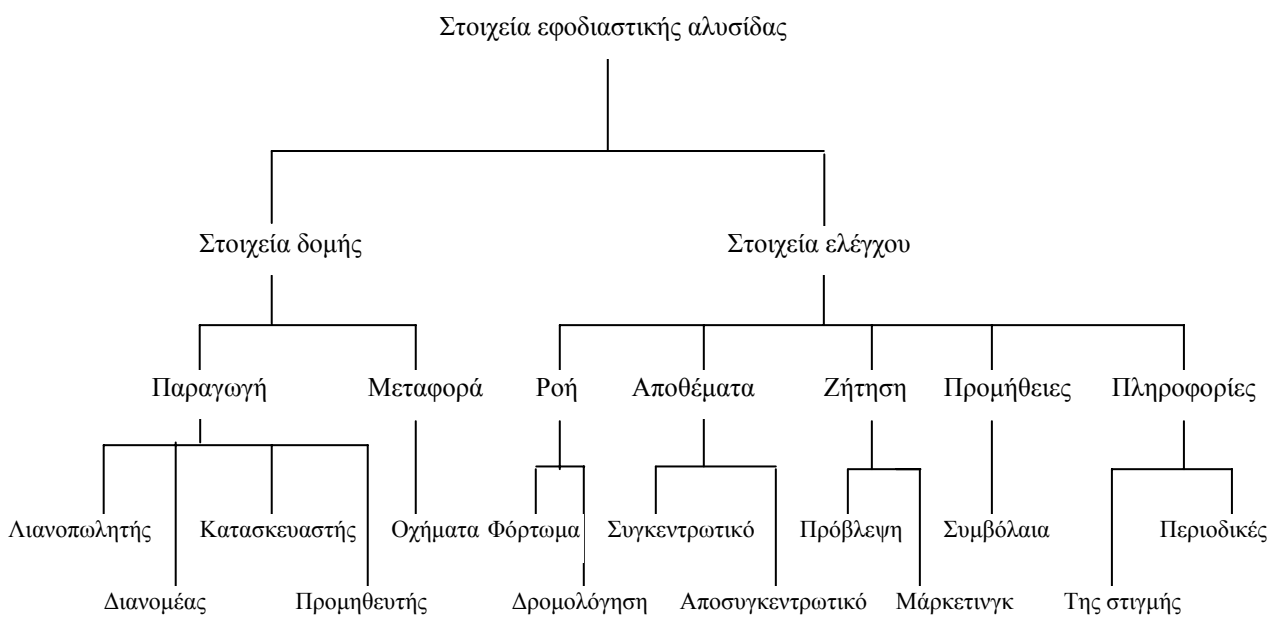 Στοιχεία εφοδιαστικής αλυσίδας
Στοιχεία δομής Στοιχεία ελέγχου
Παραγωγή Μεταφορά Ροή Αποθέματα Ζήτηση Προμήθειες Πληροφορίες
Λιανοπωλητής Κατασκευαστής Οχήματα Φόρτωμα Συγκεντρωτικό Πρόβλεψη Συμβόλαια Περιοδικές
Διανομέας Προμηθευτής Δρομολόγηση Αποσυγκεντρωτικό Μάρκετινγκ Της στιγμής